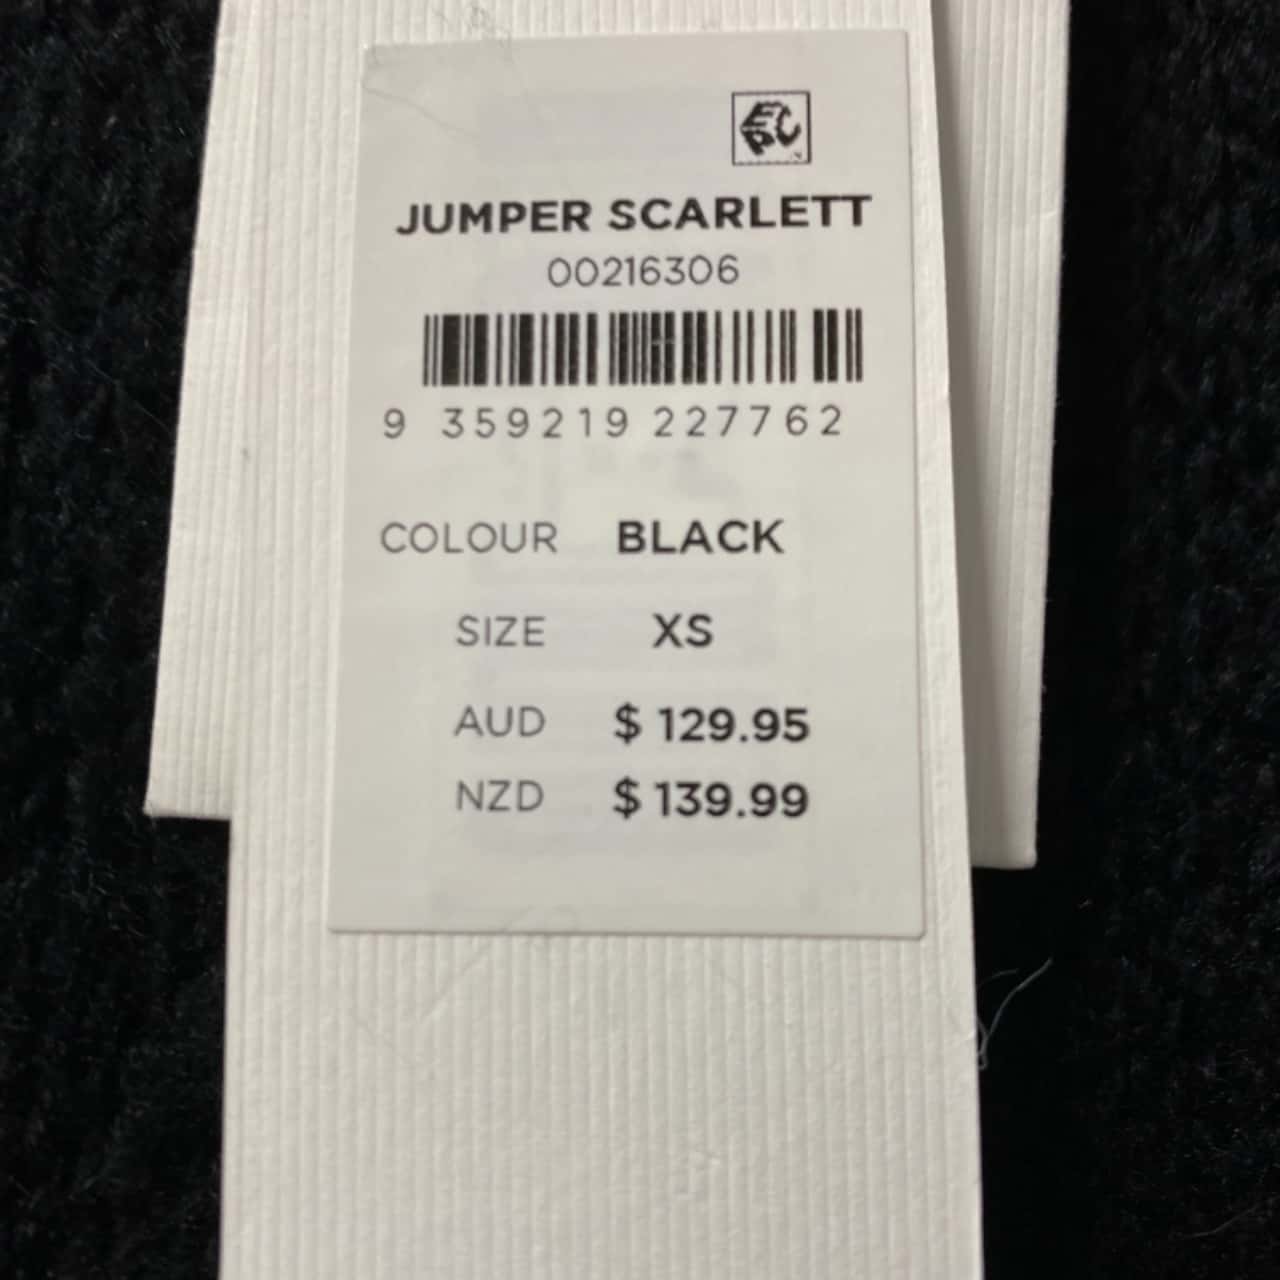 JUMPER SCARLETT
00216306
9 359219 227762
COLOUR BLACK
SIZE XS
AUD $ 129.95
NZD $ 139.99